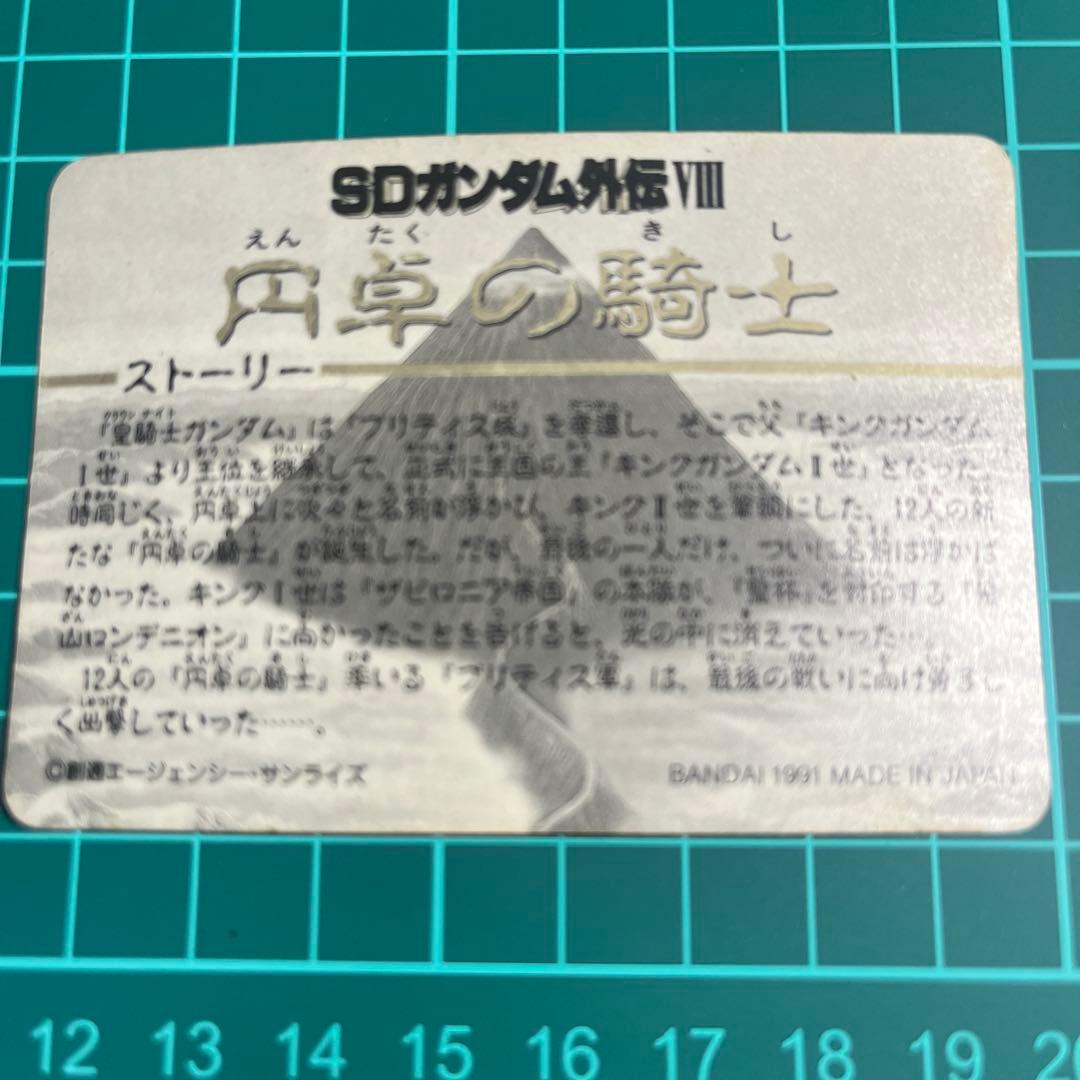 SDガンダム外伝 VIII
えん たく き し
円卓の騎士
ストーリー
クラウンナイト
『皇騎士ガンダム』は『ブリティス城』を奪還し、そこで父『キングガンダム
I世』より王位を継承して、正式に王国の王『キングガンダムII世』となった。
時同じく、円卓上に次々と名前が浮かび、キングII世を筆頭にした、12人の新
たな『円卓の騎士』が誕生した。だが、最後の一人だけ、ついに名前は浮かば
なかった。キングI世は『ザビロニア帝国』の本隊が、『聖杯』を封印する
山ロンデニオン』に向かったことを告げると、光の中に消えていった…
12人の『円卓の騎士』率いる『ブリティス軍』は、最後の戦いに向け勇まし
く出撃していった……。
©創通エージェンシー・サンライズ
BANDAI 1991 MADE IN JAPAN
12 13 14 15 16 17 18 19 20